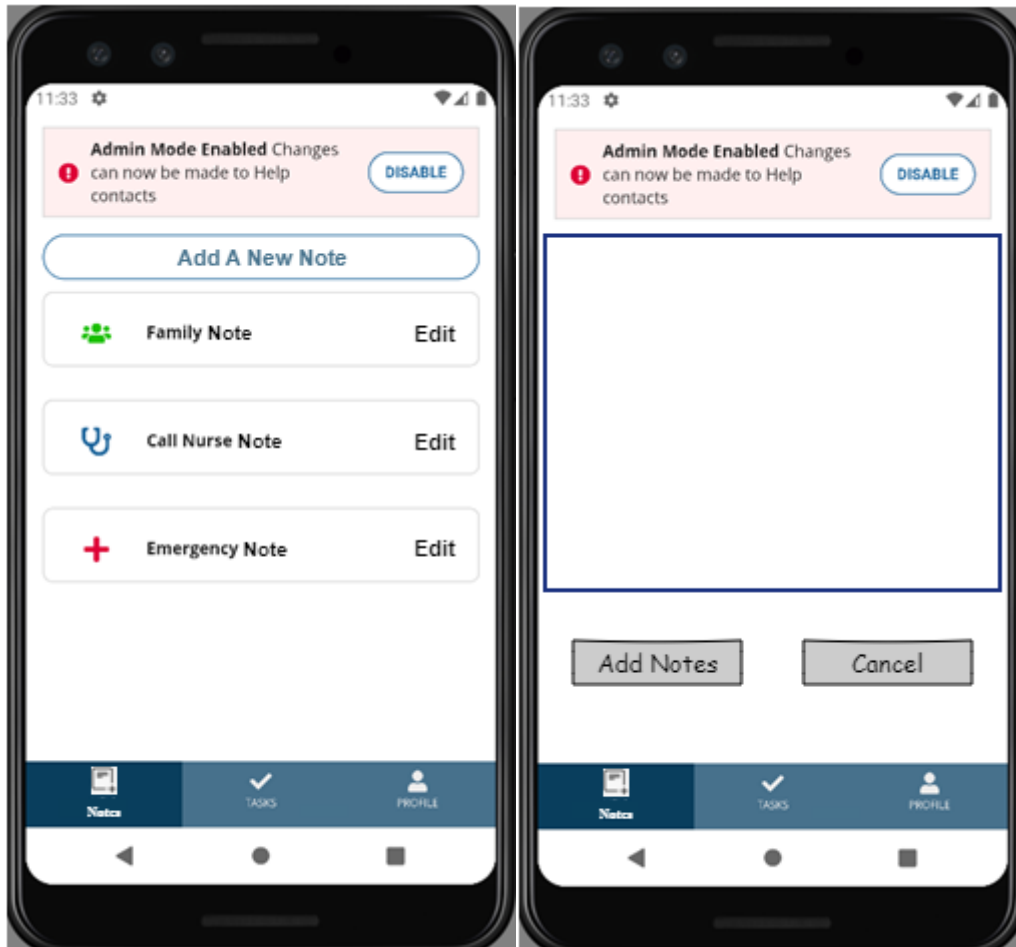 11:33
Admin Mode Enabled Changes
can now be made to Help
contacts
DISABLE
Add A New Note
Family Note
Edit
Call Nurse Note
Edit
Emergency Note
Edit
Notes
TASKS
PROFILE
11:33
Admin Mode Enabled Changes
can now be made to Help
contacts
DISABLE
Add Notes
Cancel
Notes
TASKS
PROFILE